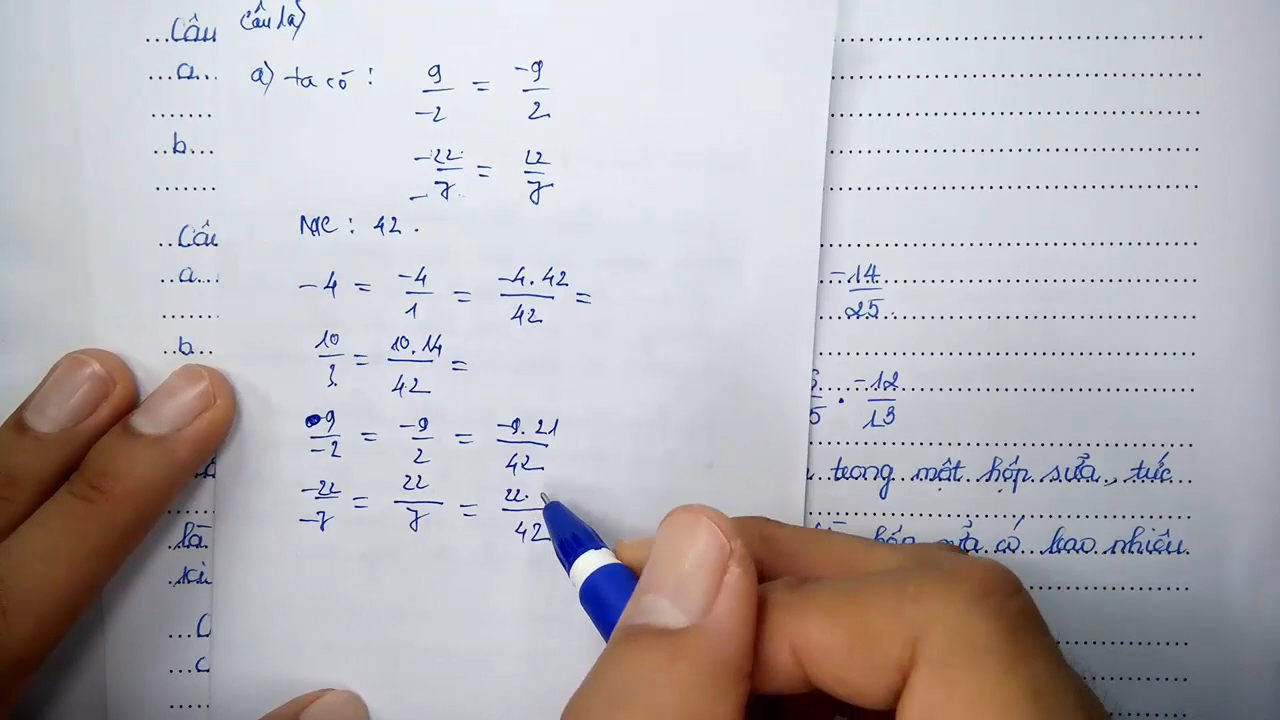 Câu
a.
b.
Câu
a.
b.
là
Câu 1a)
a) ta có : 9/-2 = -9/2
-22/-7 = 22/7
MC : 42.
-4 = -4/1 = -4.42/42 =
10/3 = 10.14/42 =
9/-2 = -9/2 = -9.21/42
-22/-7 = 22/7 = 22./42
-14/25
. -12/13
trong một hộp sữa, tức
hộp sữa có bao nhiêu